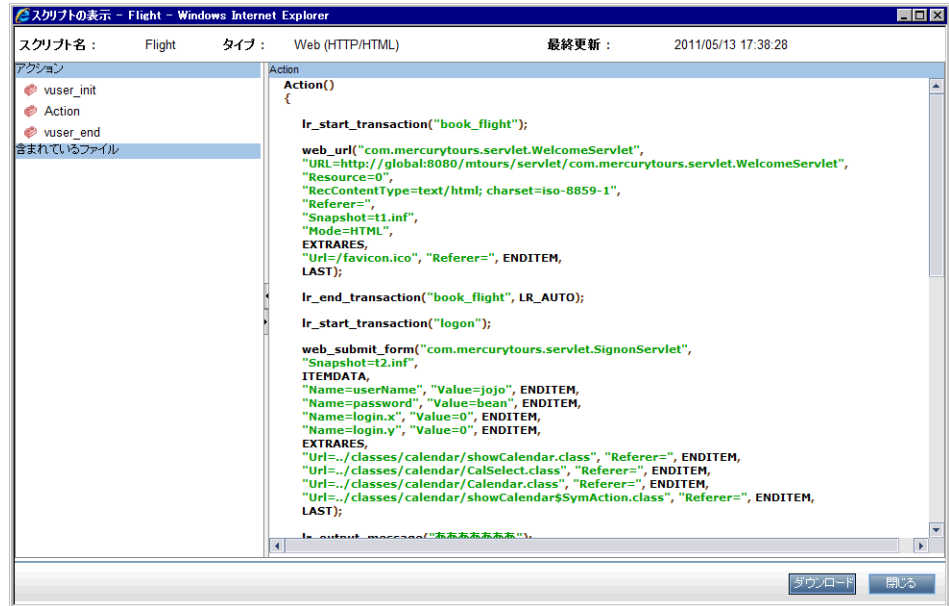 スクリプトの表示 - Flight - Windows Internet Explorer
スクリプト名： Flight タイプ： Web (HTTP/HTML) 最終更新： 2011/05/13 17:38:28
アクション
vuser_init
Action
vuser_end
含まれているファイル
Action
Action()
{
lr_start_transaction("book_flight");
web_url("com.mercurytours.servlet.WelcomeServlet",
"URL=http://global:8080/mtours/servlet/com.mercurytours.servlet.WelcomeServlet",
"Resource=0",
"RecContentType=text/html; charset=iso-8859-1",
"Referer=",
"Snapshot=t1.inf",
"Mode=HTML",
EXTRARES,
"Url=/favicon.ico", "Referer=", ENDITEM,
LAST);
lr_end_transaction("book_flight", LR_AUTO);
lr_start_transaction("logon");
web_submit_form("com.mercurytours.servlet.SignonServlet",
"Snapshot=t2.inf",
ITEMDATA,
"Name=userName", "Value=jojo", ENDITEM,
"Name=password", "Value=bean", ENDITEM,
"Name=login.x", "Value=0", ENDITEM,
"Name=login.y", "Value=0", ENDITEM,
EXTRARES,
"Url=../classes/calendar/showCalendar.class", "Referer=", ENDITEM,
"Url=../classes/calendar/CalSelect.class", "Referer=", ENDITEM,
"Url=../classes/calendar/Calendar.class", "Referer=", ENDITEM,
"Url=../classes/calendar/showCalendar$SymAction.class", "Referer=", ENDITEM,
LAST);
lr_output_message("あああああああ");
ダウンロード 閉じる